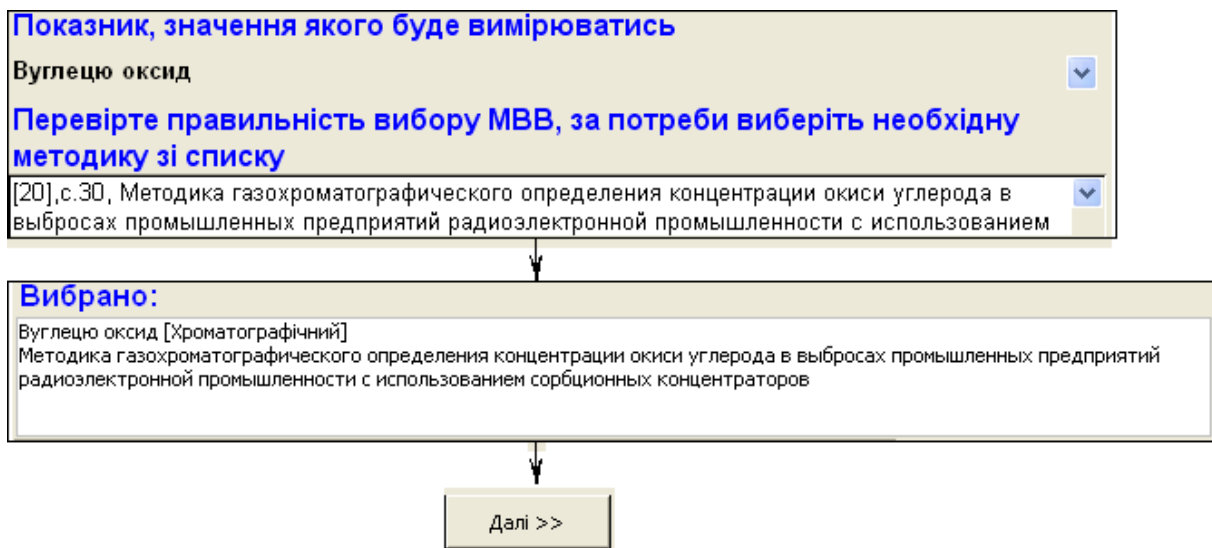 Показник, значення якого буде вимірюватись
Вуглецю оксид
Перевірте правильність вибору МВВ, за потреби виберіть необхідну
методику зі списку
[20],с.30, Методика газохроматографического определения концентрации окиси углерода в
выбросах промышленных предприятий радиоэлектронной промышленности с использованием
Вибрано:
Вуглецю оксид [Хроматографічний]
Методика газохроматографического определения концентрации окиси углерода в выбросах промышленных предприятий
радиоэлектронной промышленности с использованием сорбционных концентраторов
Далі >>